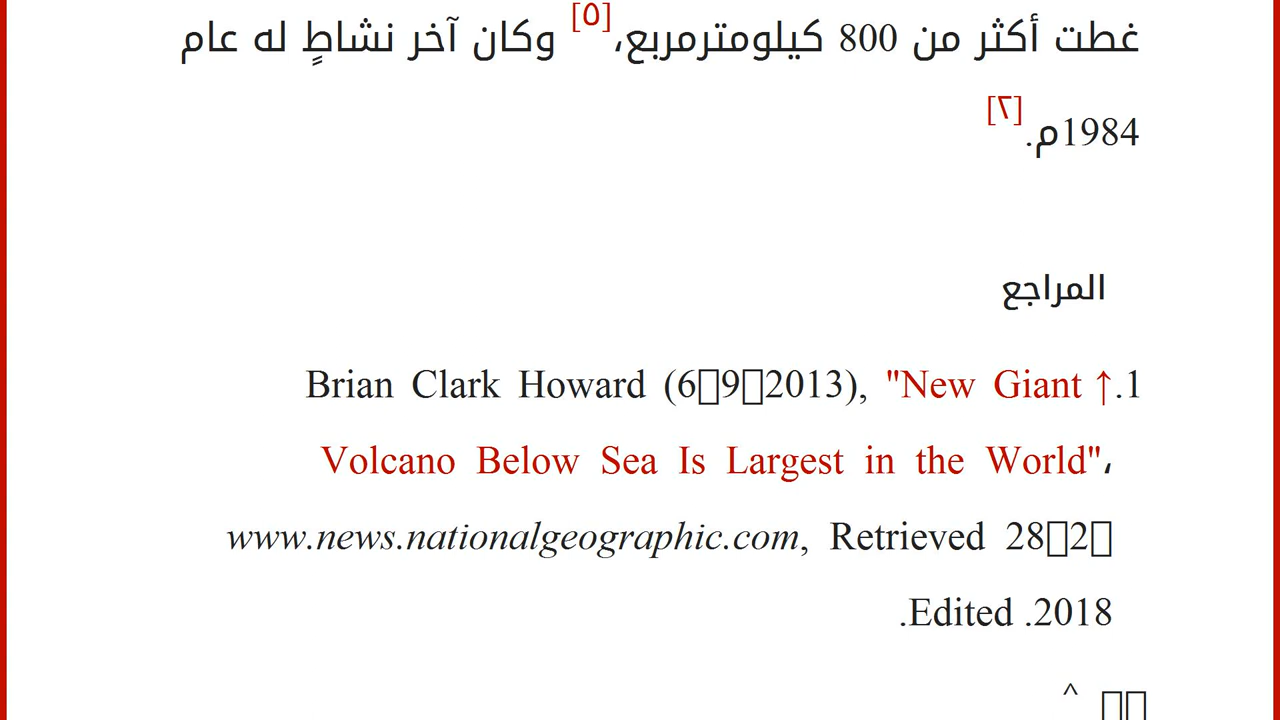 غطت أكثر من 800 كيلومترمربع،[٥] وكان آخر نشاطٍ له عام
1984م.[٢]
المراجع
1.↑ Brian Clark Howard (6▯9▯2013), "New Giant
Volcano Below Sea Is Largest in the World"،
www.news.nationalgeographic.com, Retrieved 28▯2▯
2018. Edited.
^